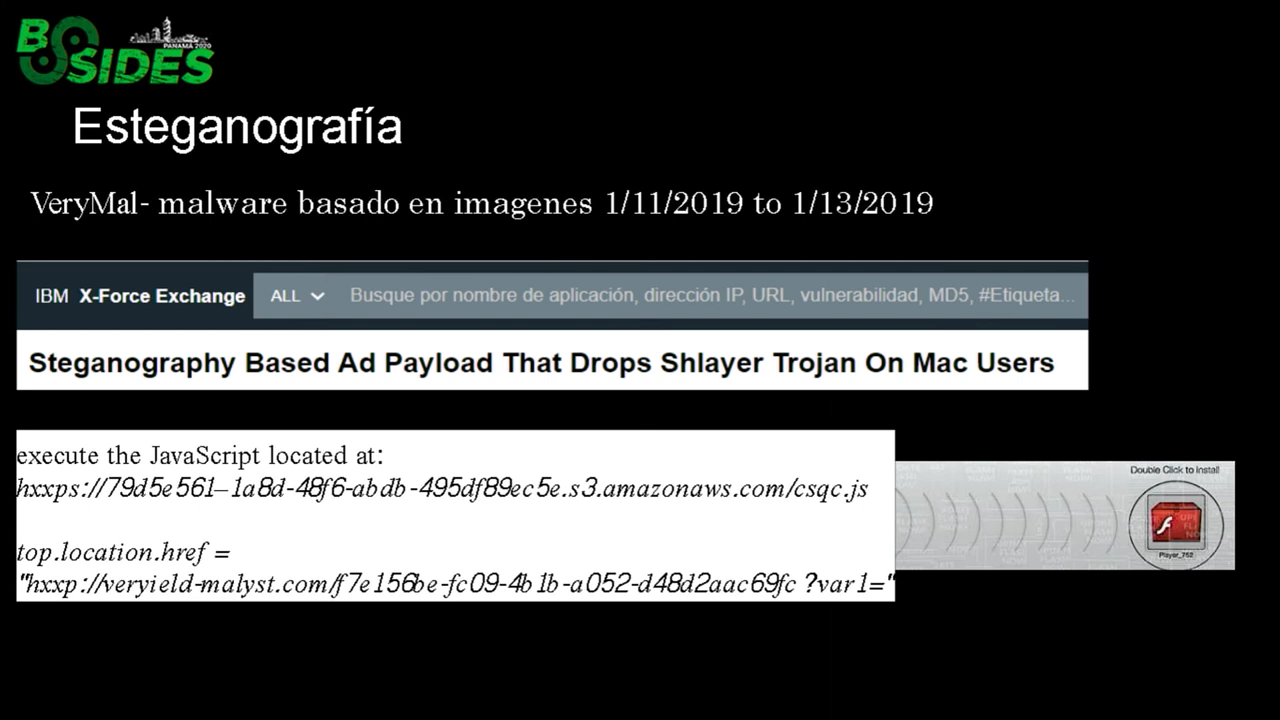 BSIDES
PANAMÁ 2020
Esteganografía
VeryMal- malware basado en imagenes 1/11/2019 to 1/13/2019
IBM X-Force Exchange ALL Busque por nombre de aplicación, dirección IP, URL, vulnerabilidad, MD5, #Etiqueta...
Steganography Based Ad Payload That Drops Shlayer Trojan On Mac Users
execute the JavaScript located at:
hxxps://79d5e561–1a8d-48f6-abdb-495df89ec5e.s3.amazonaws.com/csqc.js
top.location.href =
"hxxp://veryield-malyst.com/f7e156be-fc09-4b1b-a052-d48d2aac69fc ?var1="
Double Click to Install
Player_752